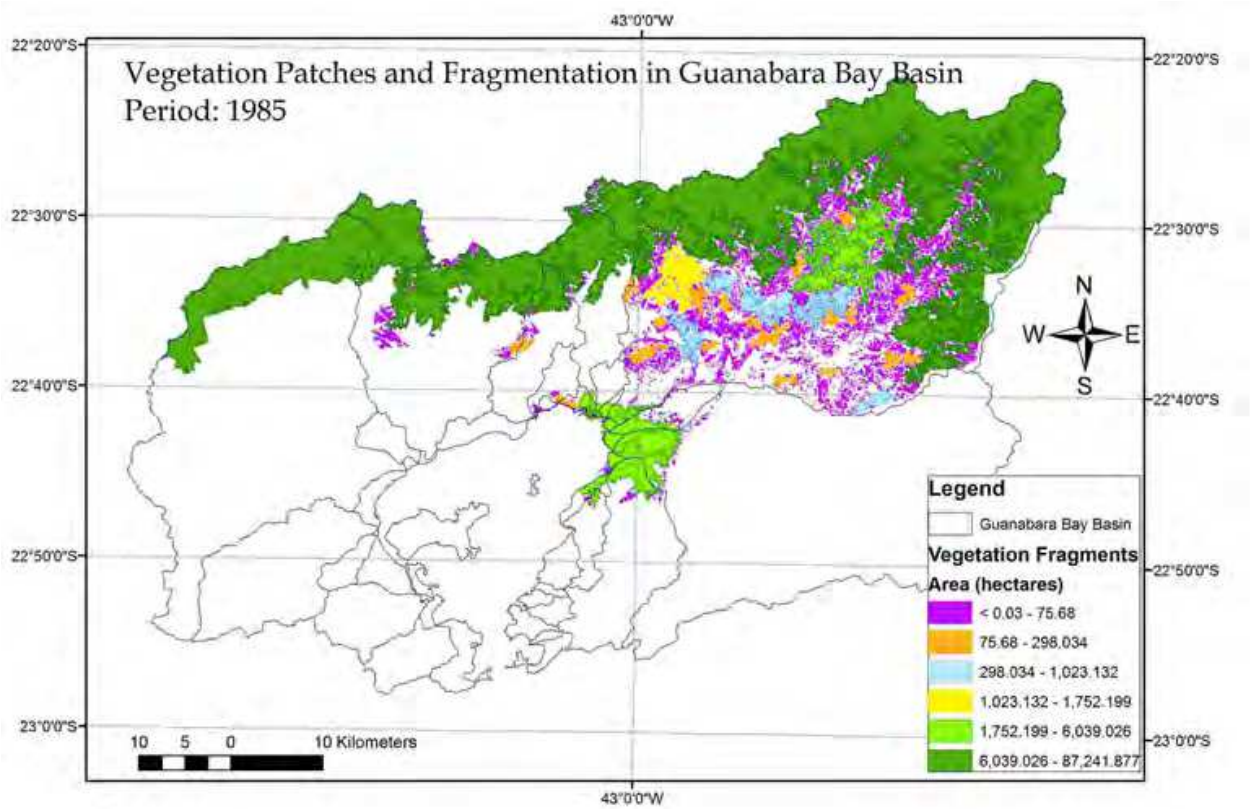 43°0'0"W
22°20'0"S
22°20'0"S
Vegetation Patches and Fragmentation in Guanabara Bay Basin
Period: 1985
22°30'0"S
22°30'0"S
N
W
E
S
22°40'0"S
22°40'0"S
Legend
Guanabara Bay Basin
Vegetation Fragments
Area (hectares)
< 0.03 - 75.68
75.68 - 298.034
298.034 - 1,023.132
1,023.132 - 1,752.199
1,752.199 - 6,039.026
6,039.026 - 87,241.877
22°50'0"S
22°50'0"S
23°0'0"S
23°0'0"S
10 5 0 10 Kilometers
43°0'0"W